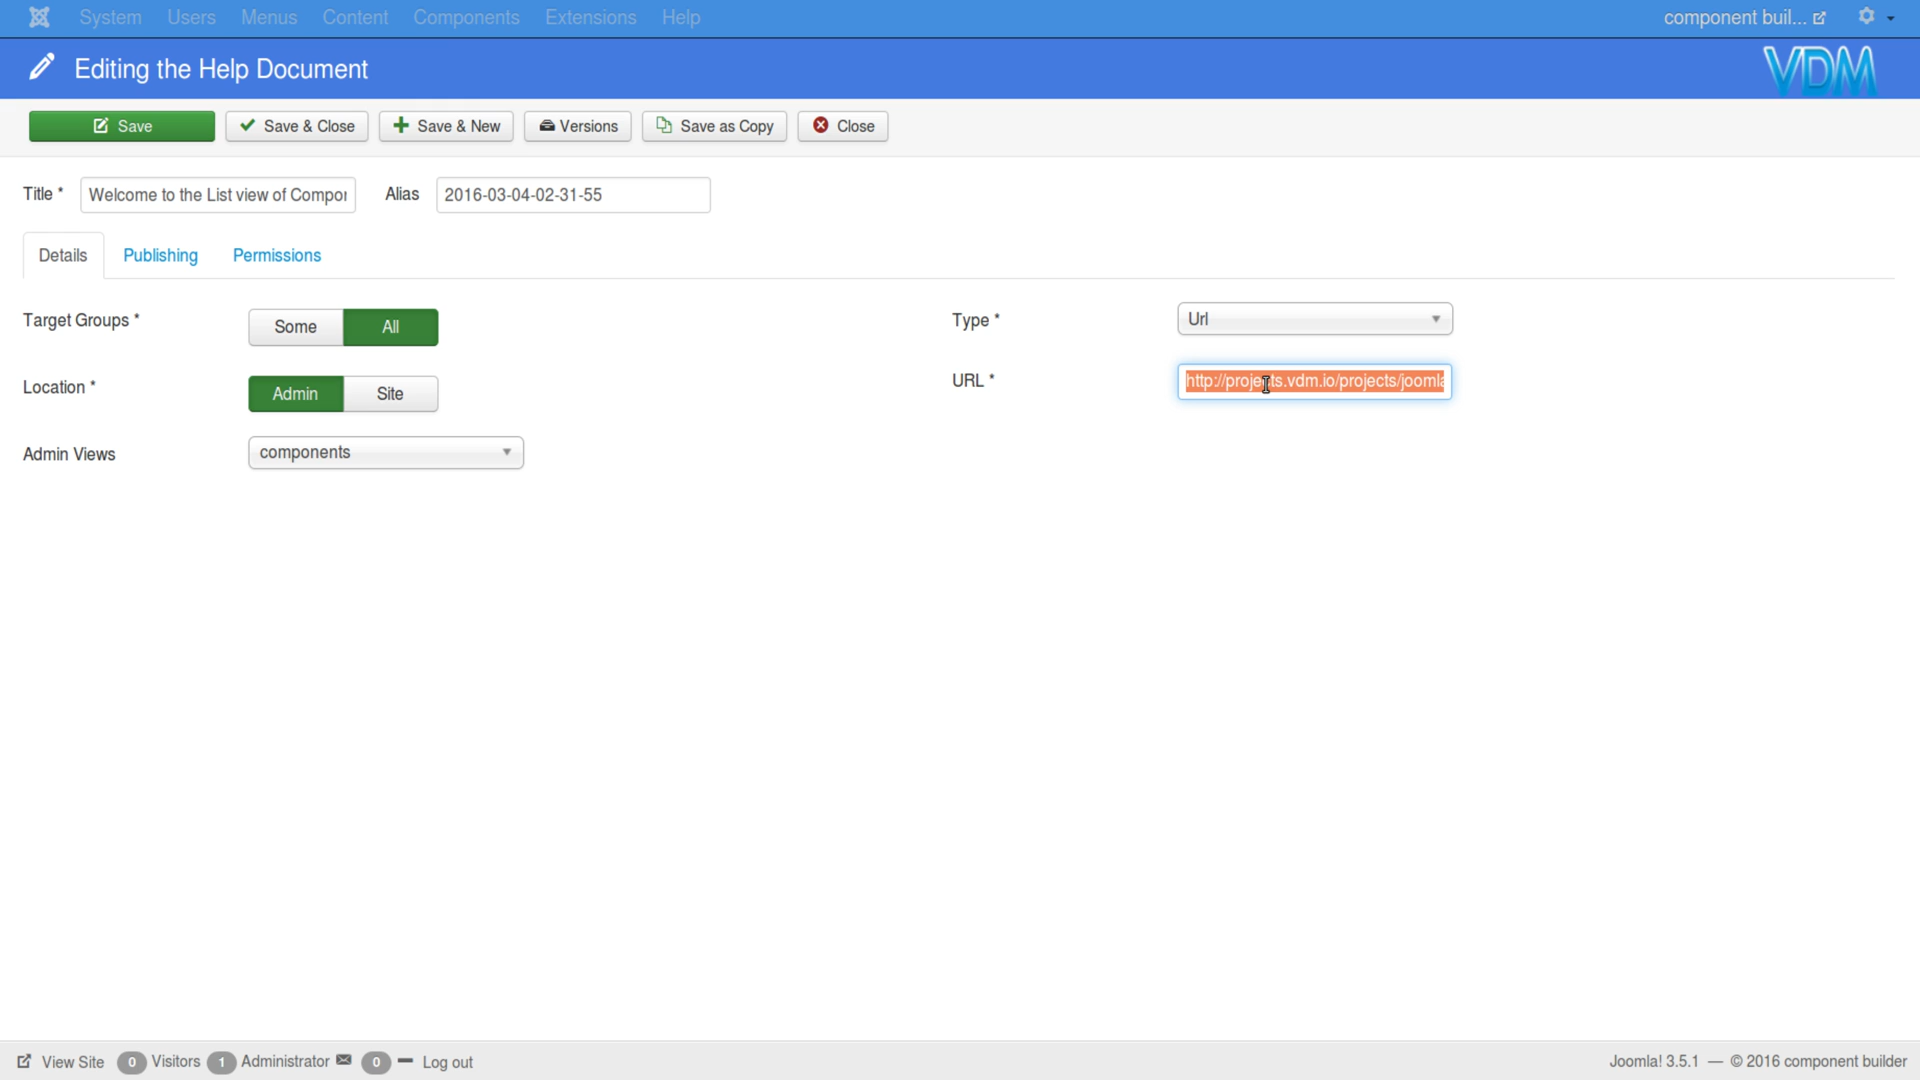 System Users Menus Content Components Extensions Help component buil...
Editing the Help Document VDM
Save Save & Close Save & New Versions Save as Copy Close
Title * Welcome to the List view of Compo Alias 2016-03-04-02-31-55
Details Publishing Permissions
Target Groups * Some All Type * Url
Location * Admin Site URL * http://projects.vdm.io/projects/joomla
Admin Views components
View Site 0 Visitors 1 Administrator 0 Log out Joomla! 3.5.1 — © 2016 component builder